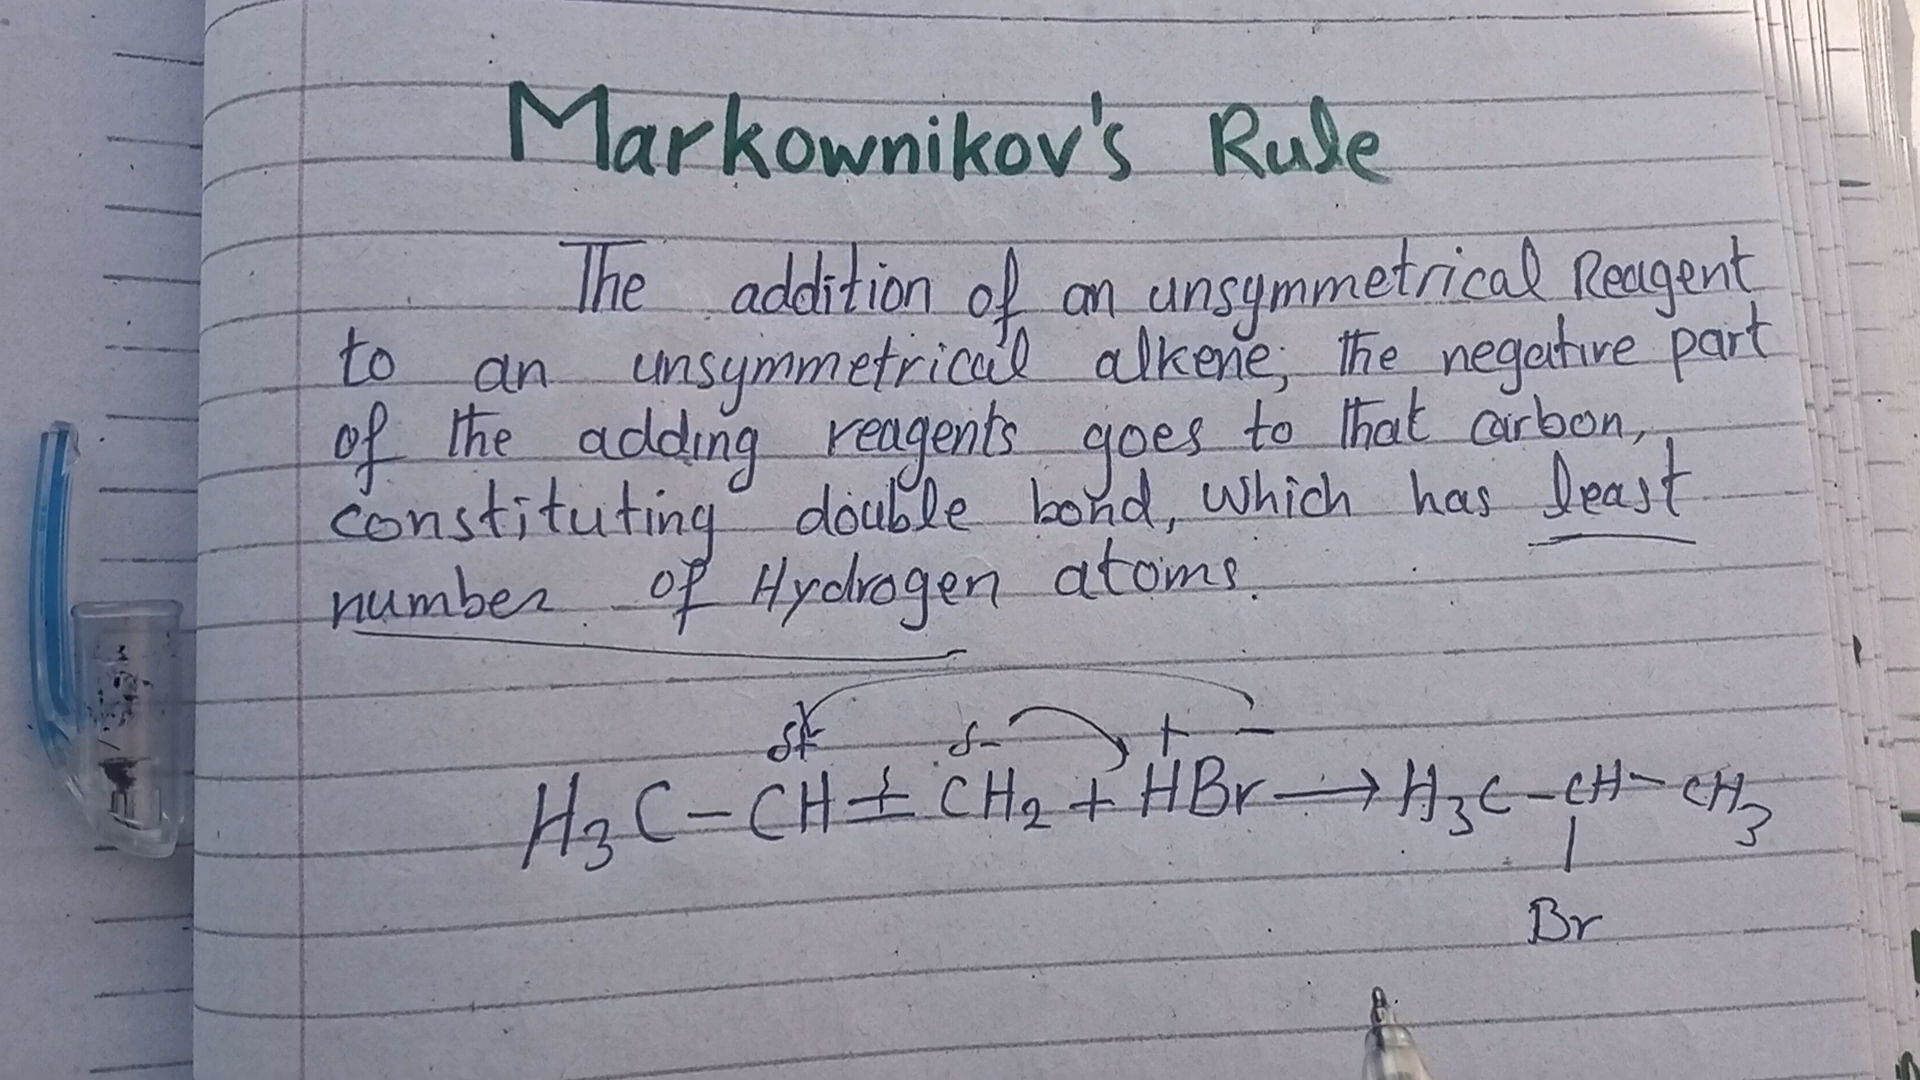 Markownikov's Rule
The addition of an unsymmetrical Reagent
to an unsymmetrical alkene; the negative part
of the adding reagents goes to that carbon,
constituting double bond, which has least
number of Hydrogen atoms.
δ+ δ- + -
H₃C-CH=CH₂ + HBr → H₃C-CH-CH₃
|
Br